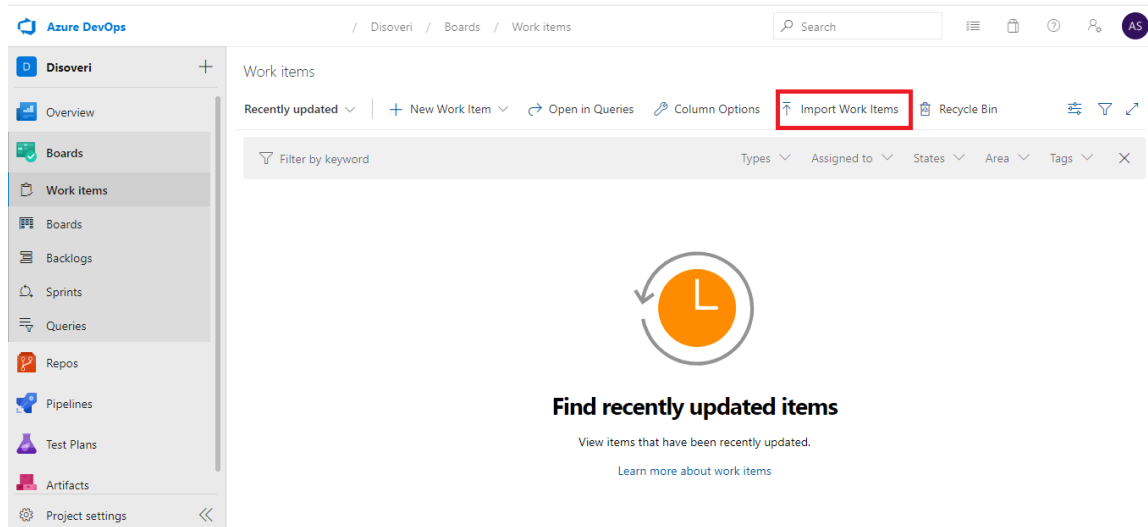 Azure DevOps / Disoveri / Boards / Work items Search AS
D Disoveri
Overview
Boards
Work items
Boards
Backlogs
Sprints
Queries
Repos
Pipelines
Test Plans
Artifacts
Project settings
Work items
Recently updated New Work Item Open in Queries Column Options Import Work Items Recycle Bin
Filter by keyword Types Assigned to States Area Tags
Find recently updated items
View items that have been recently updated.
Learn more about work items